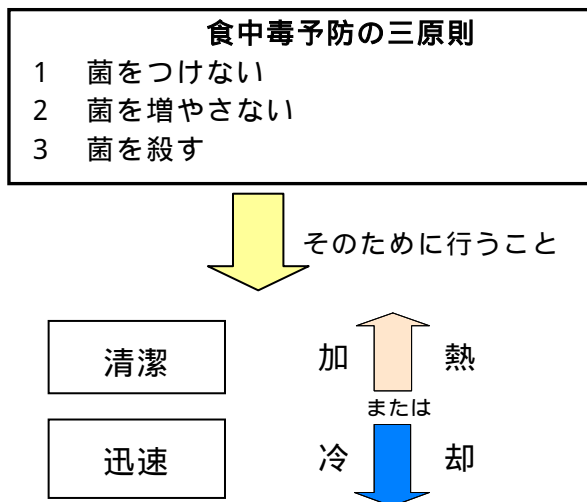 食中毒予防の三原則
1 菌をつけない
2 菌を増やさない
3 菌を殺す
そのために行うこと
清潔
加 熱
または
迅速
冷 却